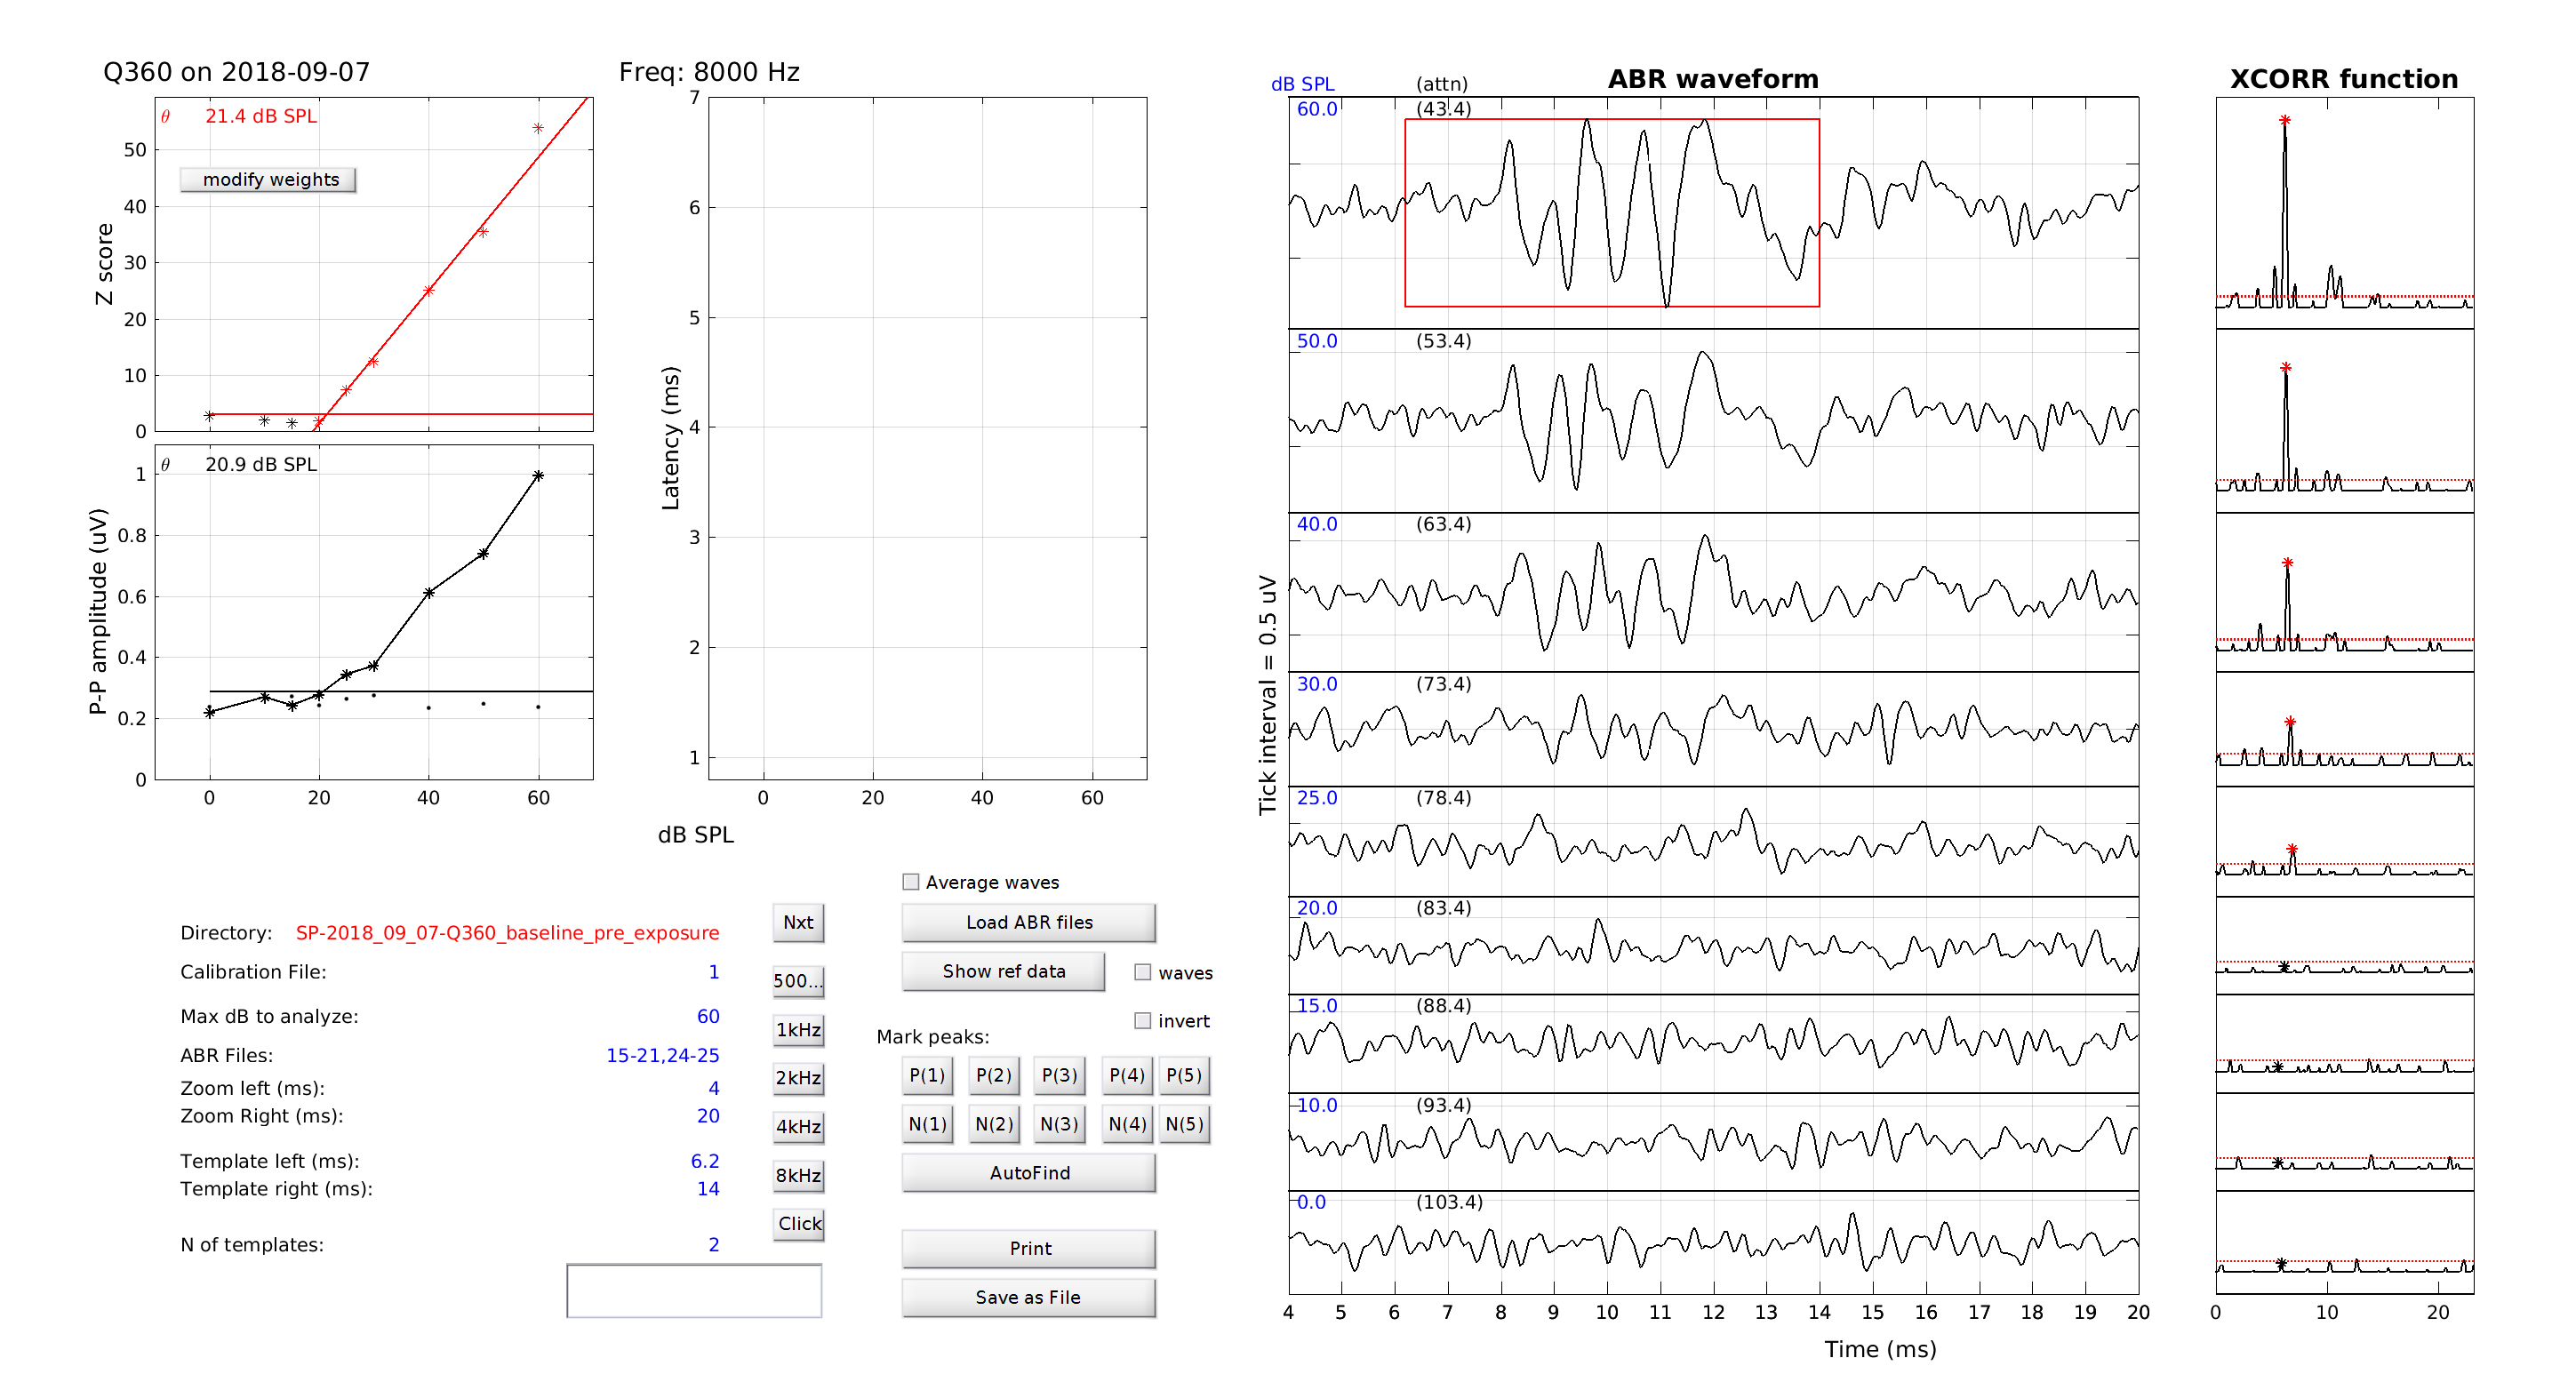 Q360 on 2018-09-07
Freq: 8000 Hz
θ 21.4 dB SPL
modify weights
Z score
50
40
30
20
10
0
θ 20.9 dB SPL
P-P amplitude (uV)
1
0.8
0.6
0.4
0.2
0
0 20 40 60
Latency (ms)
7
6
5
4
3
2
1
0 20 40 60
dB SPL
Directory: SP-2018_09_07-Q360_baseline_pre_exposure
Calibration File: 1
Max dB to analyze: 60
ABR Files: 15-21,24-25
Zoom left (ms): 4
Zoom Right (ms): 20
Template left (ms): 6.2
Template right (ms): 14
N of templates: 2
Nxt
500...
1kHz
2kHz
4kHz
8kHz
Click
Average waves
Load ABR files
Show ref data
waves
invert
Mark peaks:
P(1) P(2) P(3) P(4) P(5)
N(1) N(2) N(3) N(4) N(5)
AutoFind
Print
Save as File
dB SPL (attn) ABR waveform
60.0 (43.4)
50.0 (53.4)
40.0 (63.4)
30.0 (73.4)
25.0 (78.4)
20.0 (83.4)
15.0 (88.4)
10.0 (93.4)
0.0 (103.4)
Tick interval = 0.5 uV
4 5 6 7 8 9 10 11 12 13 14 15 16 17 18 19 20
Time (ms)
XCORR function
0 10 20